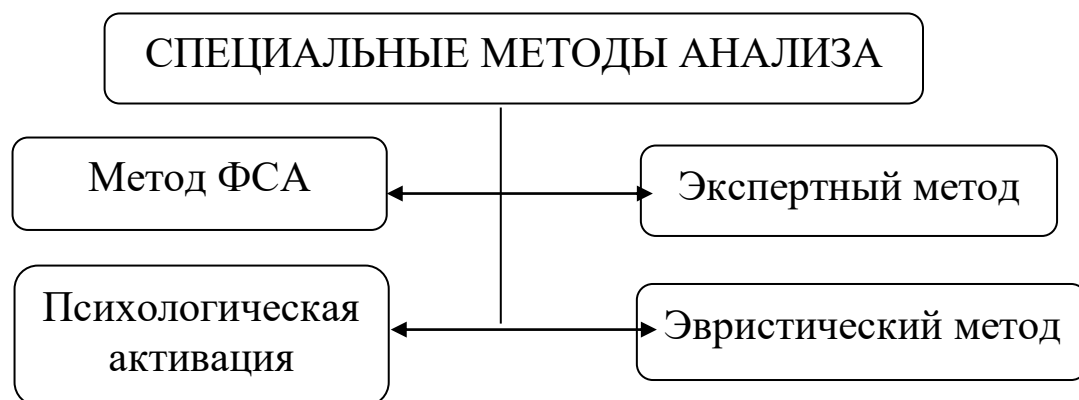 СПЕЦИАЛЬНЫЕ МЕТОДЫ АНАЛИЗА
Метод ФСА
Экспертный метод
Психологическая
активация
Эвристический метод